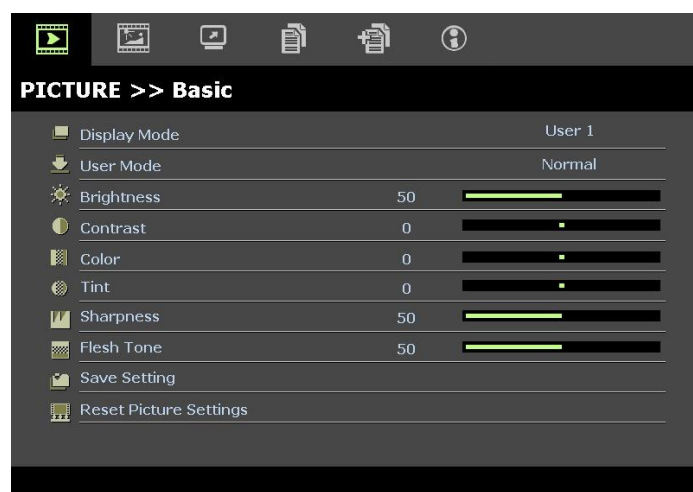 PICTURE >> Basic
Display Mode User 1
User Mode Normal
Brightness 50
Contrast 0
Color 0
Tint 0
Sharpness 50
Flesh Tone 50
Save Setting
Reset Picture Settings